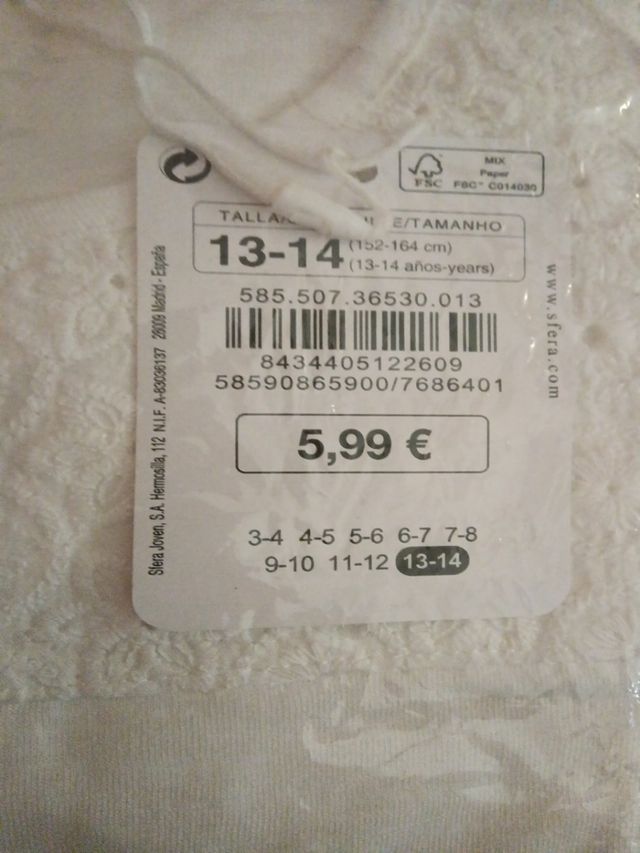 MIX
Paper
FSC
FSC™ C014030
E/TAMANHO
13-14
(152-164 cm)
(13-14 años-years)
585.507.36530.013
8434405122609
58590865900/7686401
5,99 €
3-4 4-5 5-6 6-7 7-8
9-10 11-12 13-14
Sfera Joven, S.A. Hermosilla, 112 N.I.F. A-83036137 28009 Madrid - España
www.sfera.com